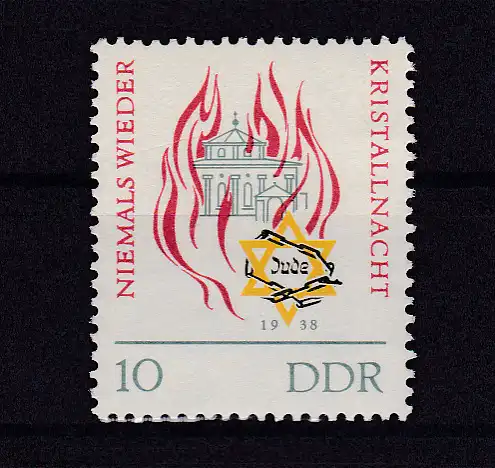 NIEMALS WIEDER
KRISTALLNACHT
Jude
1938
10 DDR